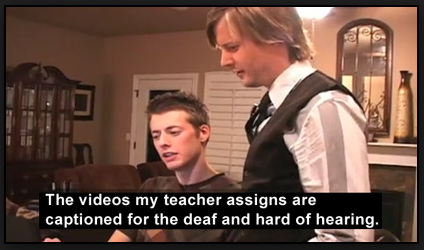 The videos my teacher assigns are
captioned for the deaf and hard of hearing.